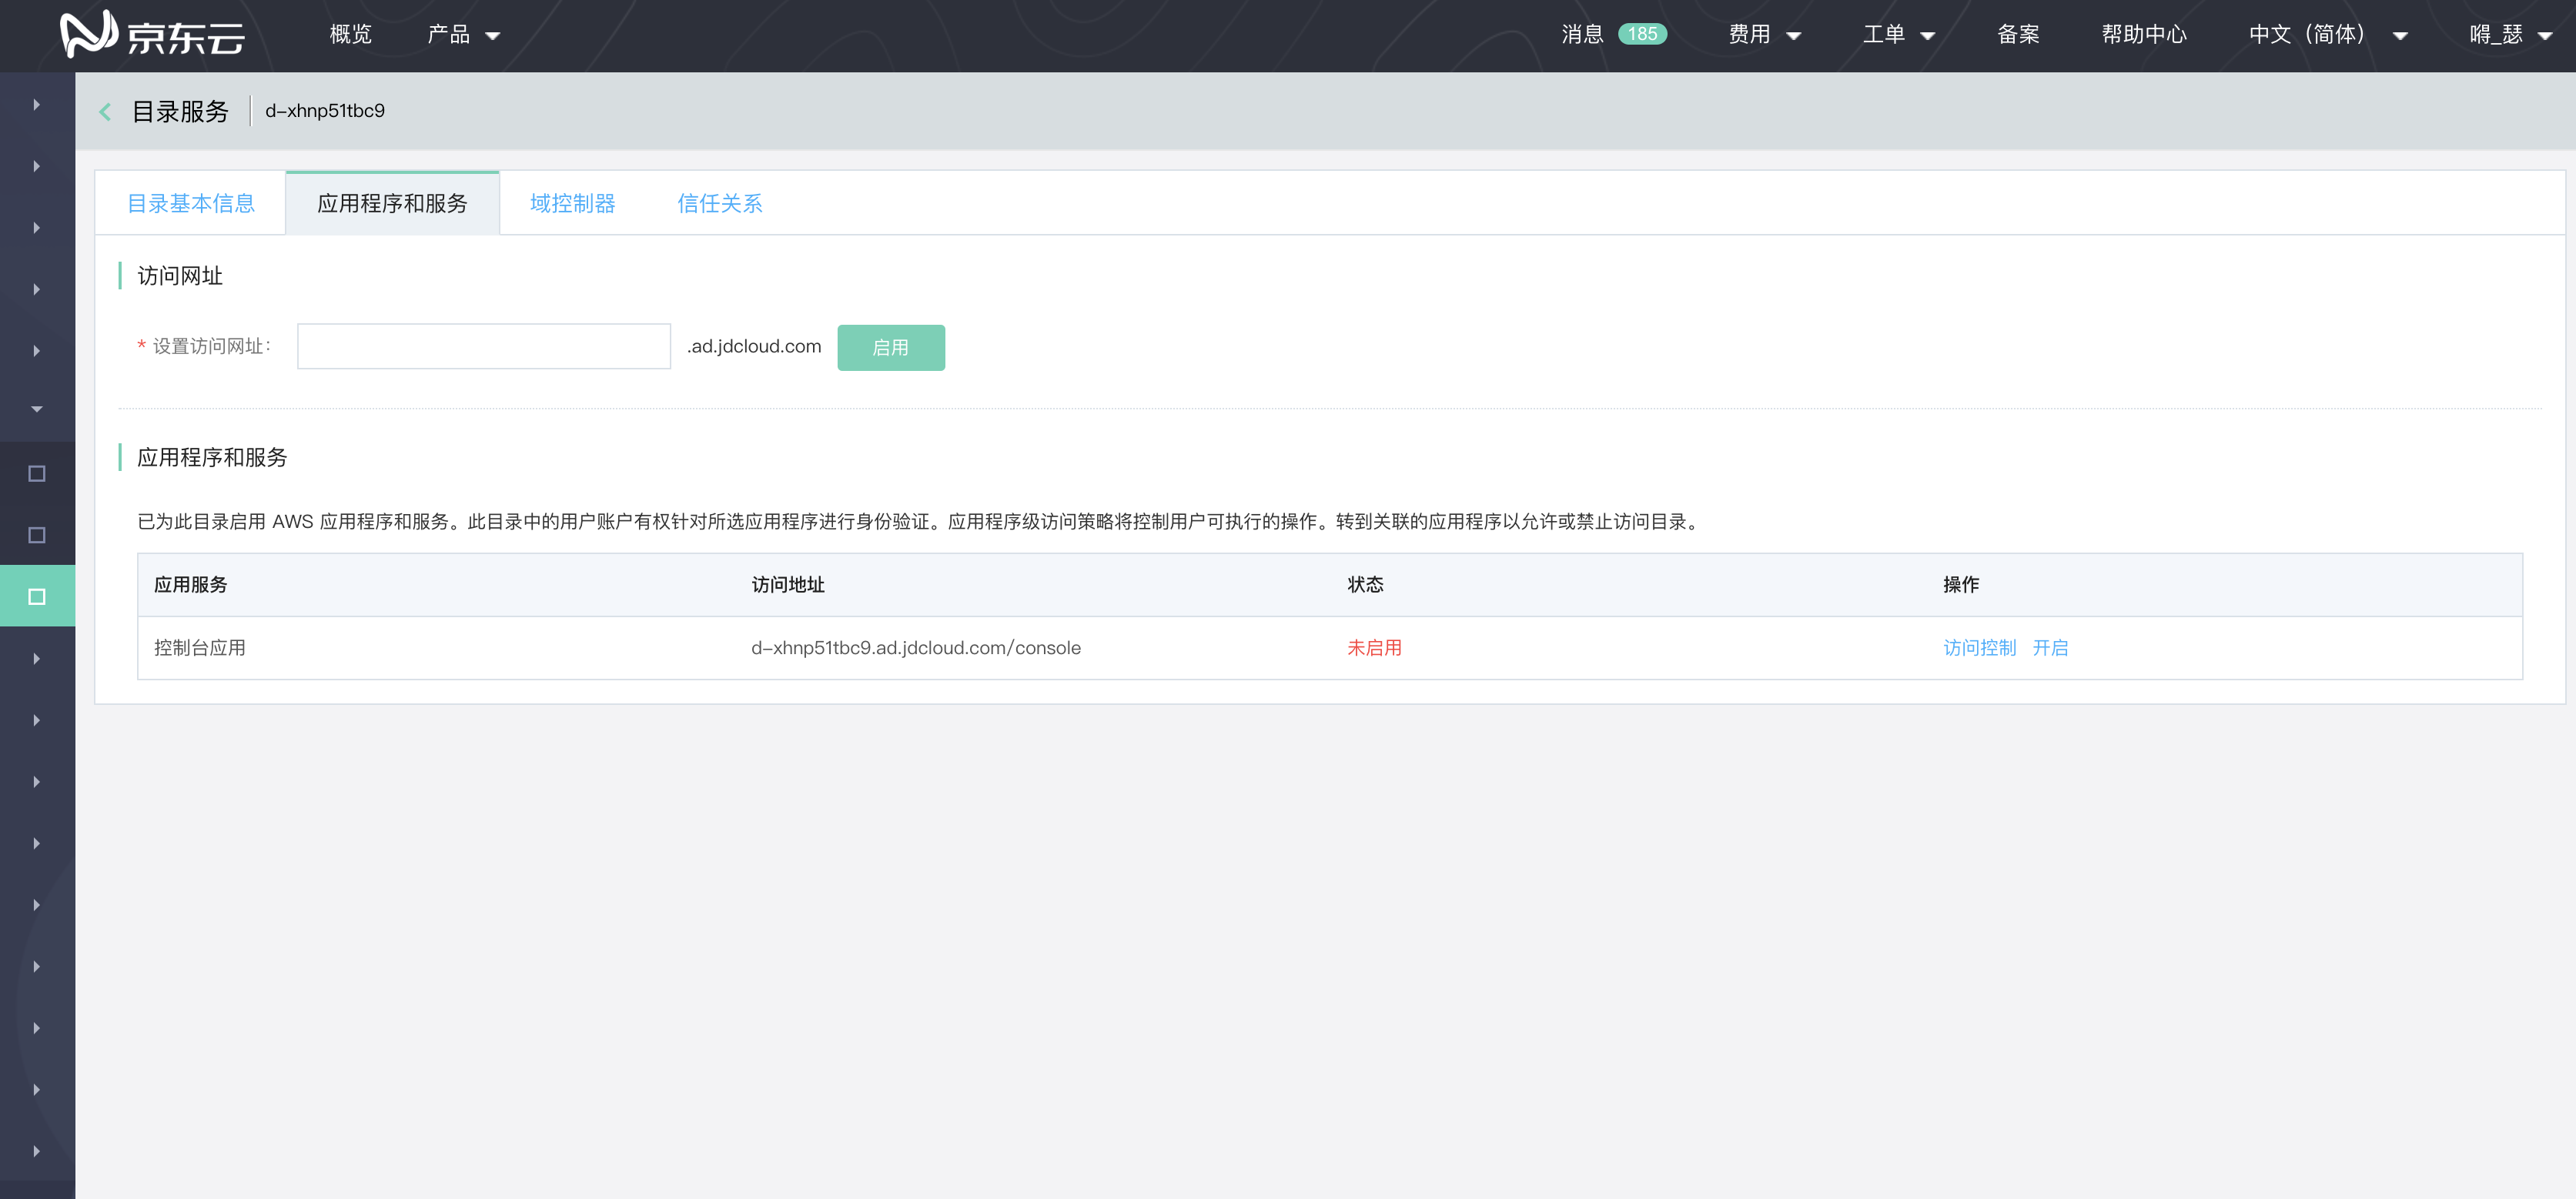 京东云
概览 产品
消息 185 费用 工单 备案 帮助中心 中文（简体） 嘚_瑟
目录服务 d-xhnp51tbc9
目录基本信息 应用程序和服务 域控制器 信任关系
访问网址
* 设置访问网址： .ad.jdcloud.com 启用
应用程序和服务
已为此目录启用 AWS 应用程序和服务。此目录中的用户账户有权针对所选应用程序进行身份验证。应用程序级访问策略将控制用户可执行的操作。转到关联的应用程序以允许或禁止访问目录。
应用服务 访问地址 状态 操作
控制台应用 d-xhnp51tbc9.ad.jdcloud.com/console 未启用 访问控制 开启